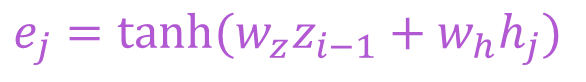 e_j = tanh(w_z z_{i−1} + w_h h_j)